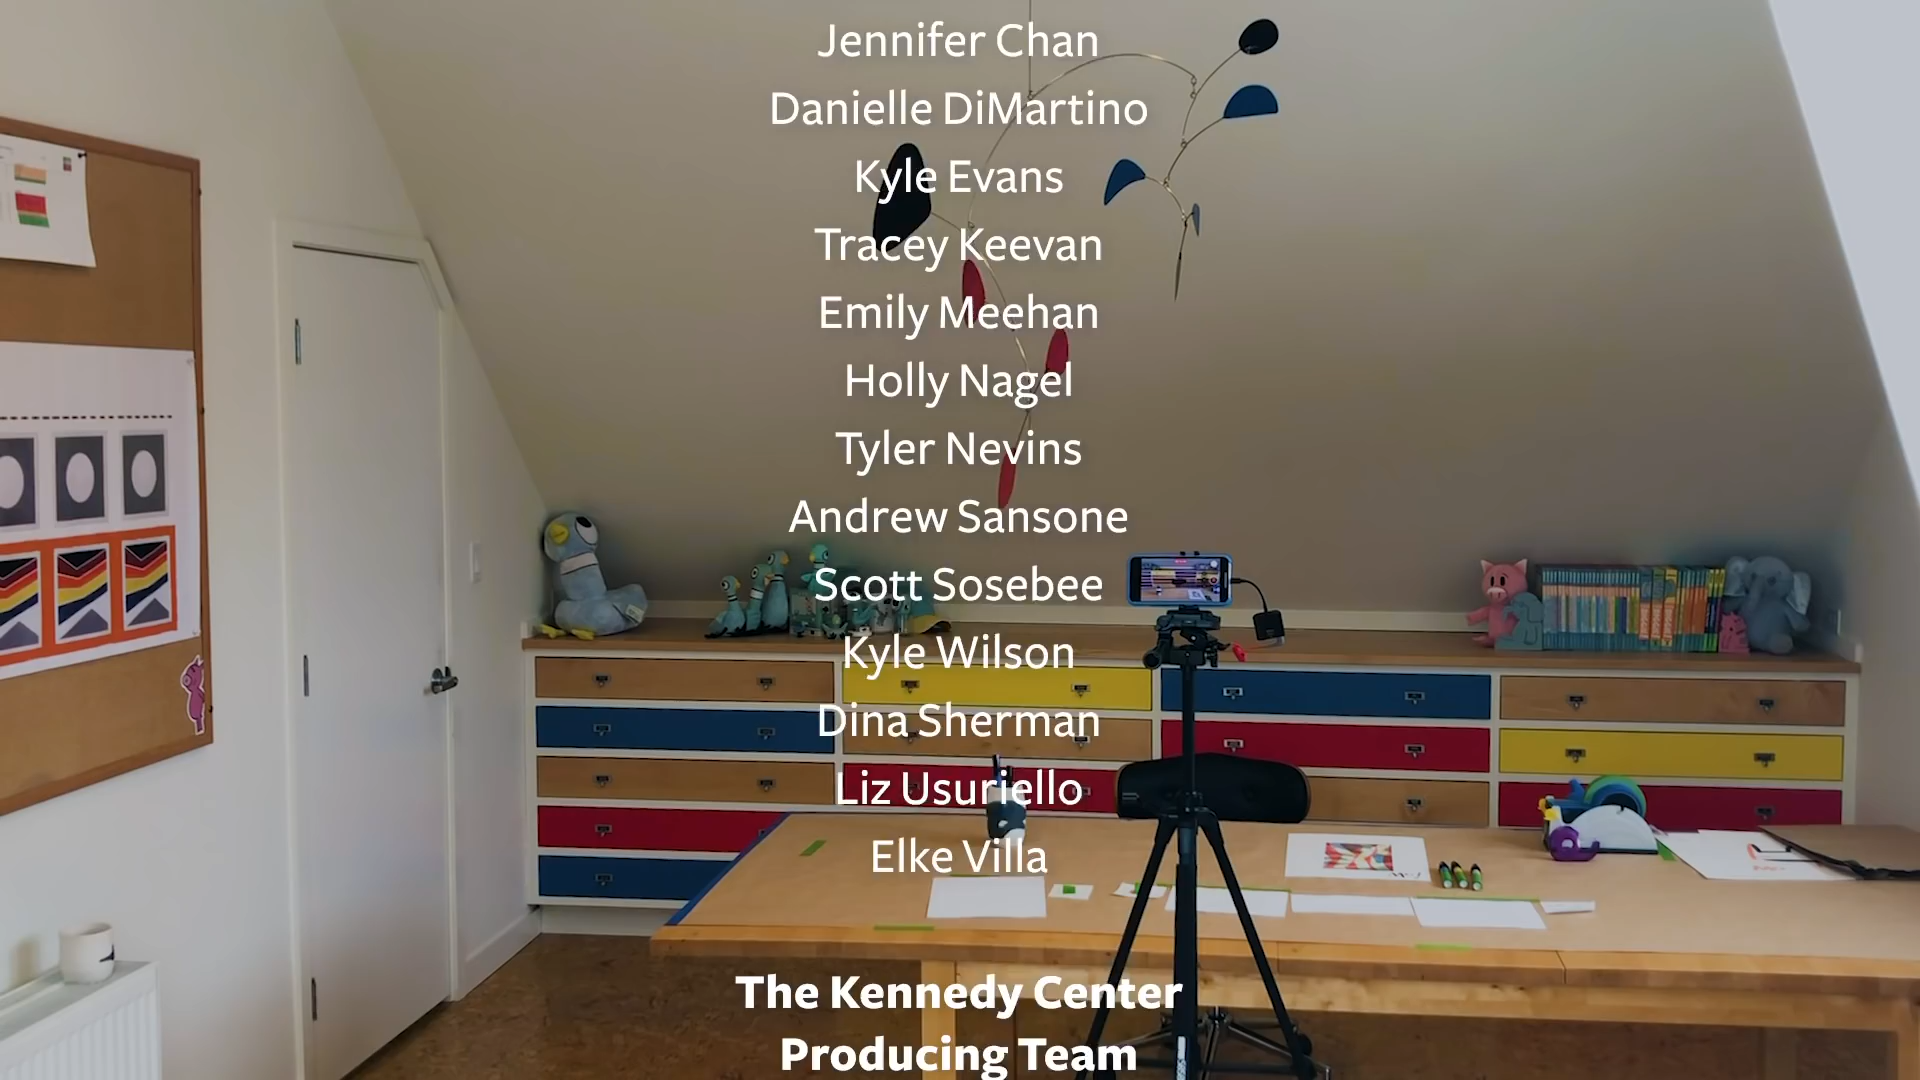 Jennifer Chan
Danielle DiMartino
Kyle Evans
Tracey Keevan
Emily Meehan
Holly Nagel
Tyler Nevins
Andrew Sansone
Scott Sosebee
Kyle Wilson
Dina Sherman
Liz Usuriello
Elke Villa
The Kennedy Center
Producing Team